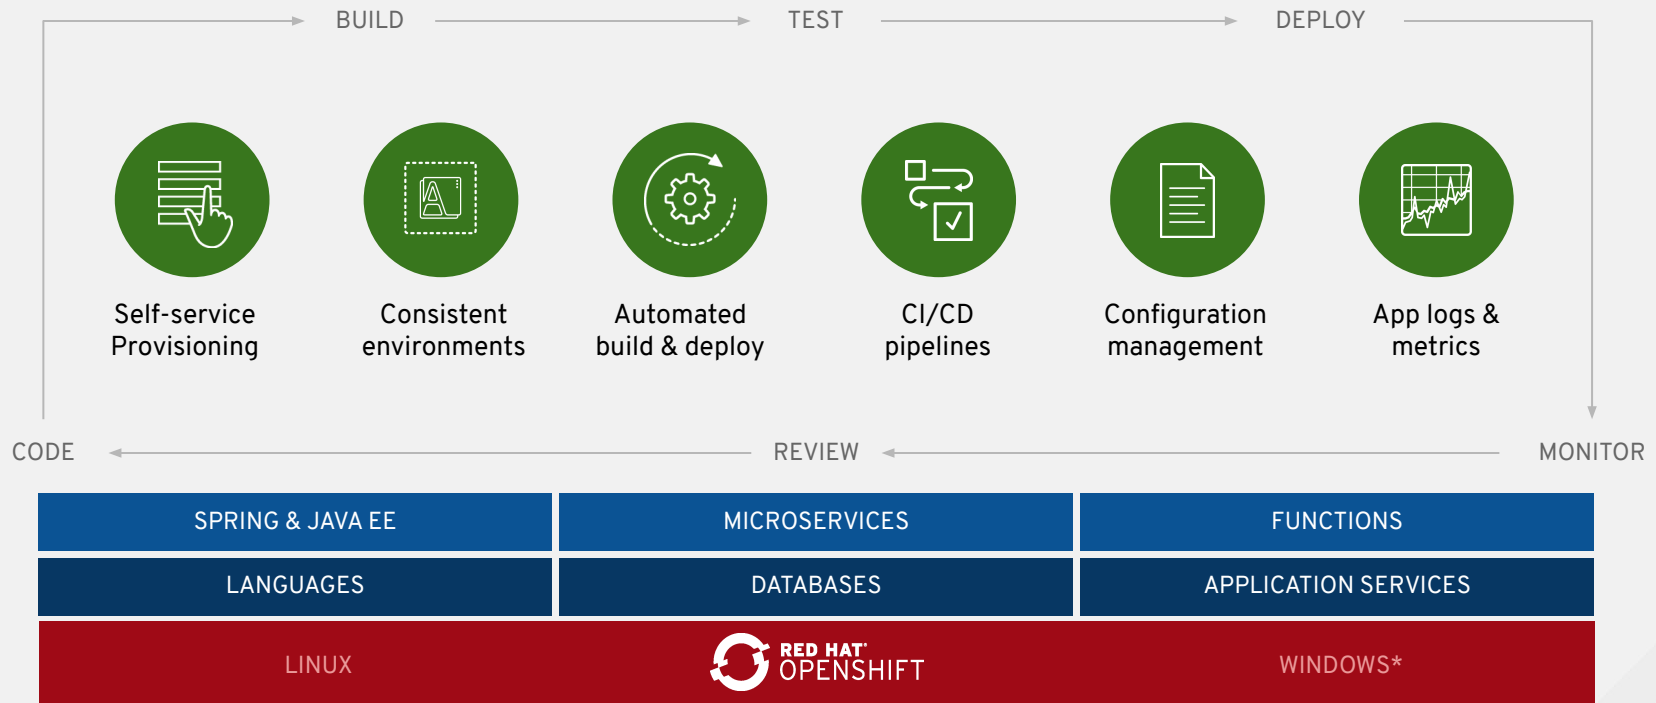 BUILD
TEST
DEPLOY
A
Self-service
Provisioning
Consistent
environments
Automated
build & deploy
CI/CD
pipelines
Configuration
management
App logs &
metrics
CODE
REVIEW
MONITOR
SPRING & JAVA EE
MICROSERVICES
FUNCTIONS
LANGUAGES
DATABASES
APPLICATION SERVICES
LINUX
RED HAT®
OPENSHIFT
WINDOWS*